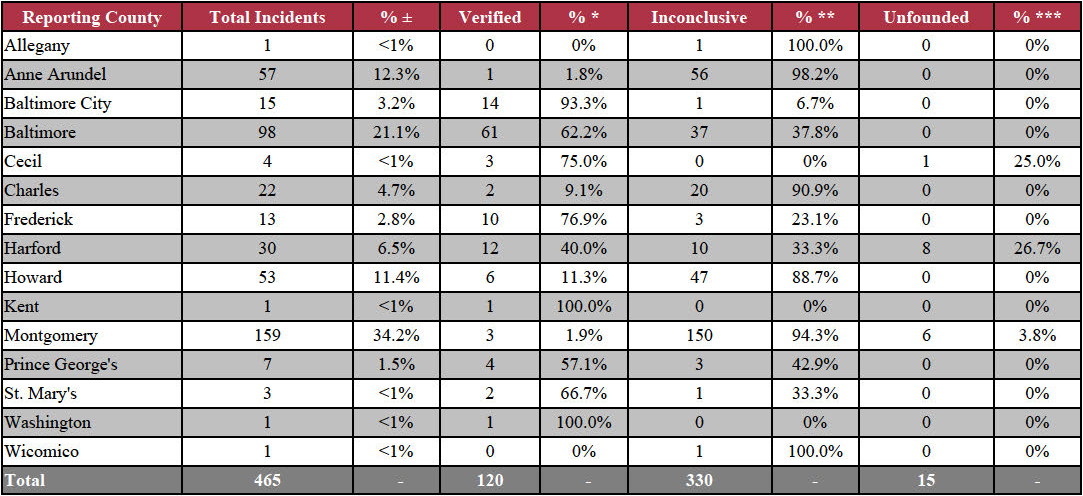 Reporting County Total Incidents % ± Verified % * Inconclusive % ** Unfounded % ***
Allegany 1 <1% 0 0% 1 100.0% 0 0%
Anne Arundel 57 12.3% 1 1.8% 56 98.2% 0 0%
Baltimore City 15 3.2% 14 93.3% 1 6.7% 0 0%
Baltimore 98 21.1% 61 62.2% 37 37.8% 0 0%
Cecil 4 <1% 3 75.0% 0 0% 1 25.0%
Charles 22 4.7% 2 9.1% 20 90.9% 0 0%
Frederick 13 2.8% 10 76.9% 3 23.1% 0 0%
Harford 30 6.5% 12 40.0% 10 33.3% 8 26.7%
Howard 53 11.4% 6 11.3% 47 88.7% 0 0%
Kent 1 <1% 1 100.0% 0 0% 0 0%
Montgomery 159 34.2% 3 1.9% 150 94.3% 6 3.8%
Prince George's 7 1.5% 4 57.1% 3 42.9% 0 0%
St. Mary's 3 <1% 2 66.7% 1 33.3% 0 0%
Washington 1 <1% 1 100.0% 0 0% 0 0%
Wicomico 1 <1% 0 0% 1 100.0% 0 0%
Total 465 - 120 - 330 - 15 -